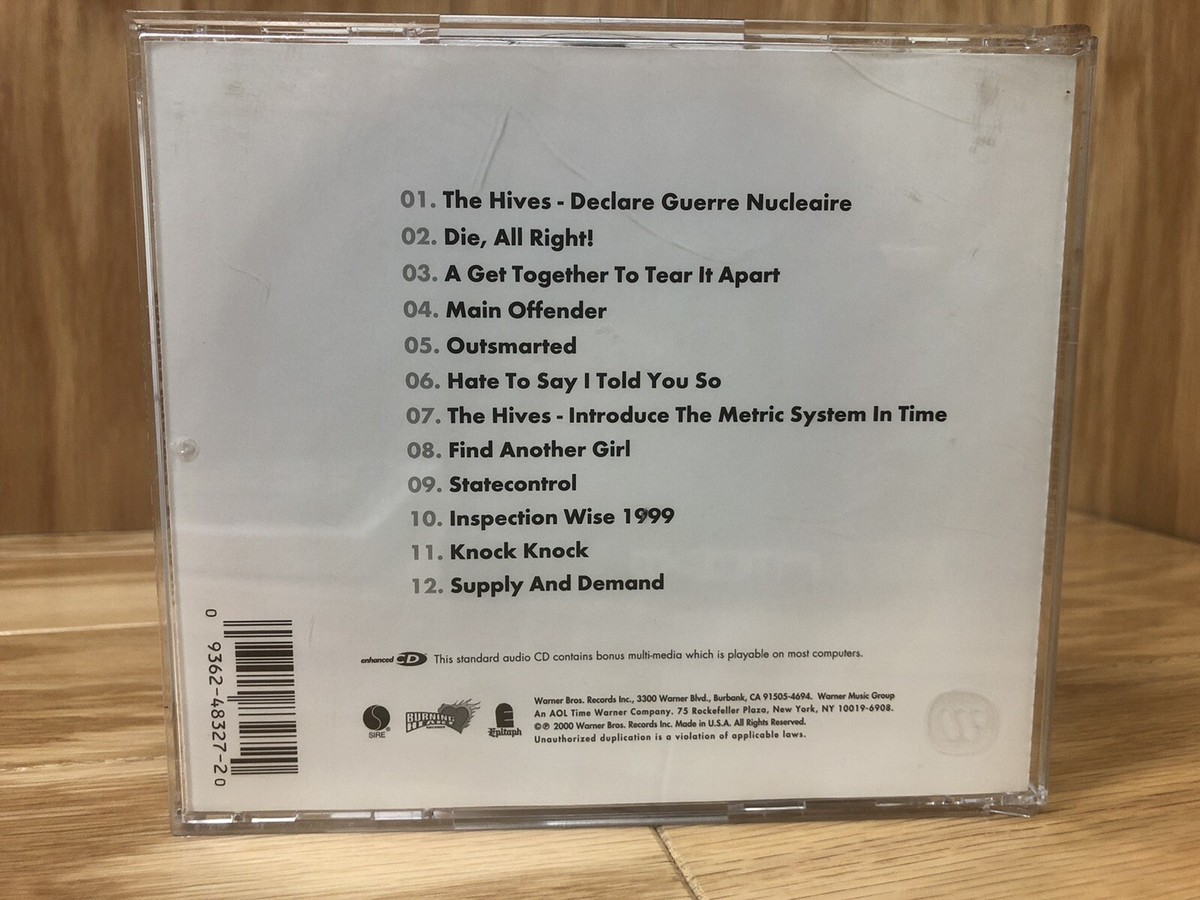 01. The Hives - Declare Guerre Nucleaire
02. Die, All Right!
03. A Get Together To Tear It Apart
04. Main Offender
05. Outsmarted
06. Hate To Say I Told You So
07. The Hives - Introduce The Metric System In Time
08. Find Another Girl
09. Statecontrol
10. Inspection Wise 1999
11. Knock Knock
12. Supply And Demand
0 9362-48327-2 0
enhanced CD This standard audio CD contains bonus multi-media which is playable on most computers.
SIRE
BURNING HEART
Epitaph
Warner Bros. Records Inc., 3300 Warner Blvd., Burbank, CA 91505-4694. Warner Music Group
An AOL Time Warner Company. 75 Rockefeller Plaza, New York, NY 10019-6908.
©℗ 2000 Warner Bros. Records Inc. Made in U.S.A. All Rights Reserved.
Unauthorized duplication is a violation of applicable laws.